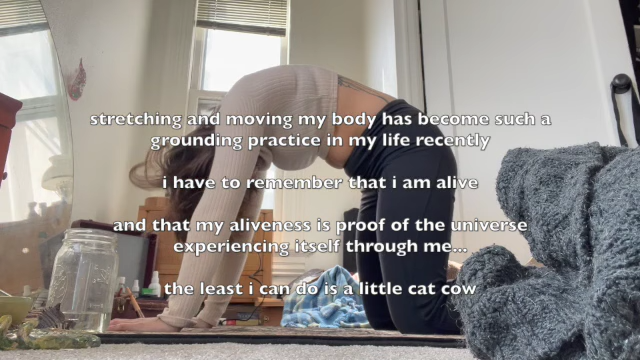 stretching and moving my body has become such a
grounding practice in my life recently
i have to remember that i am alive
and that my aliveness is proof of the universe
experiencing itself through me...
the least i can do is a little cat cow